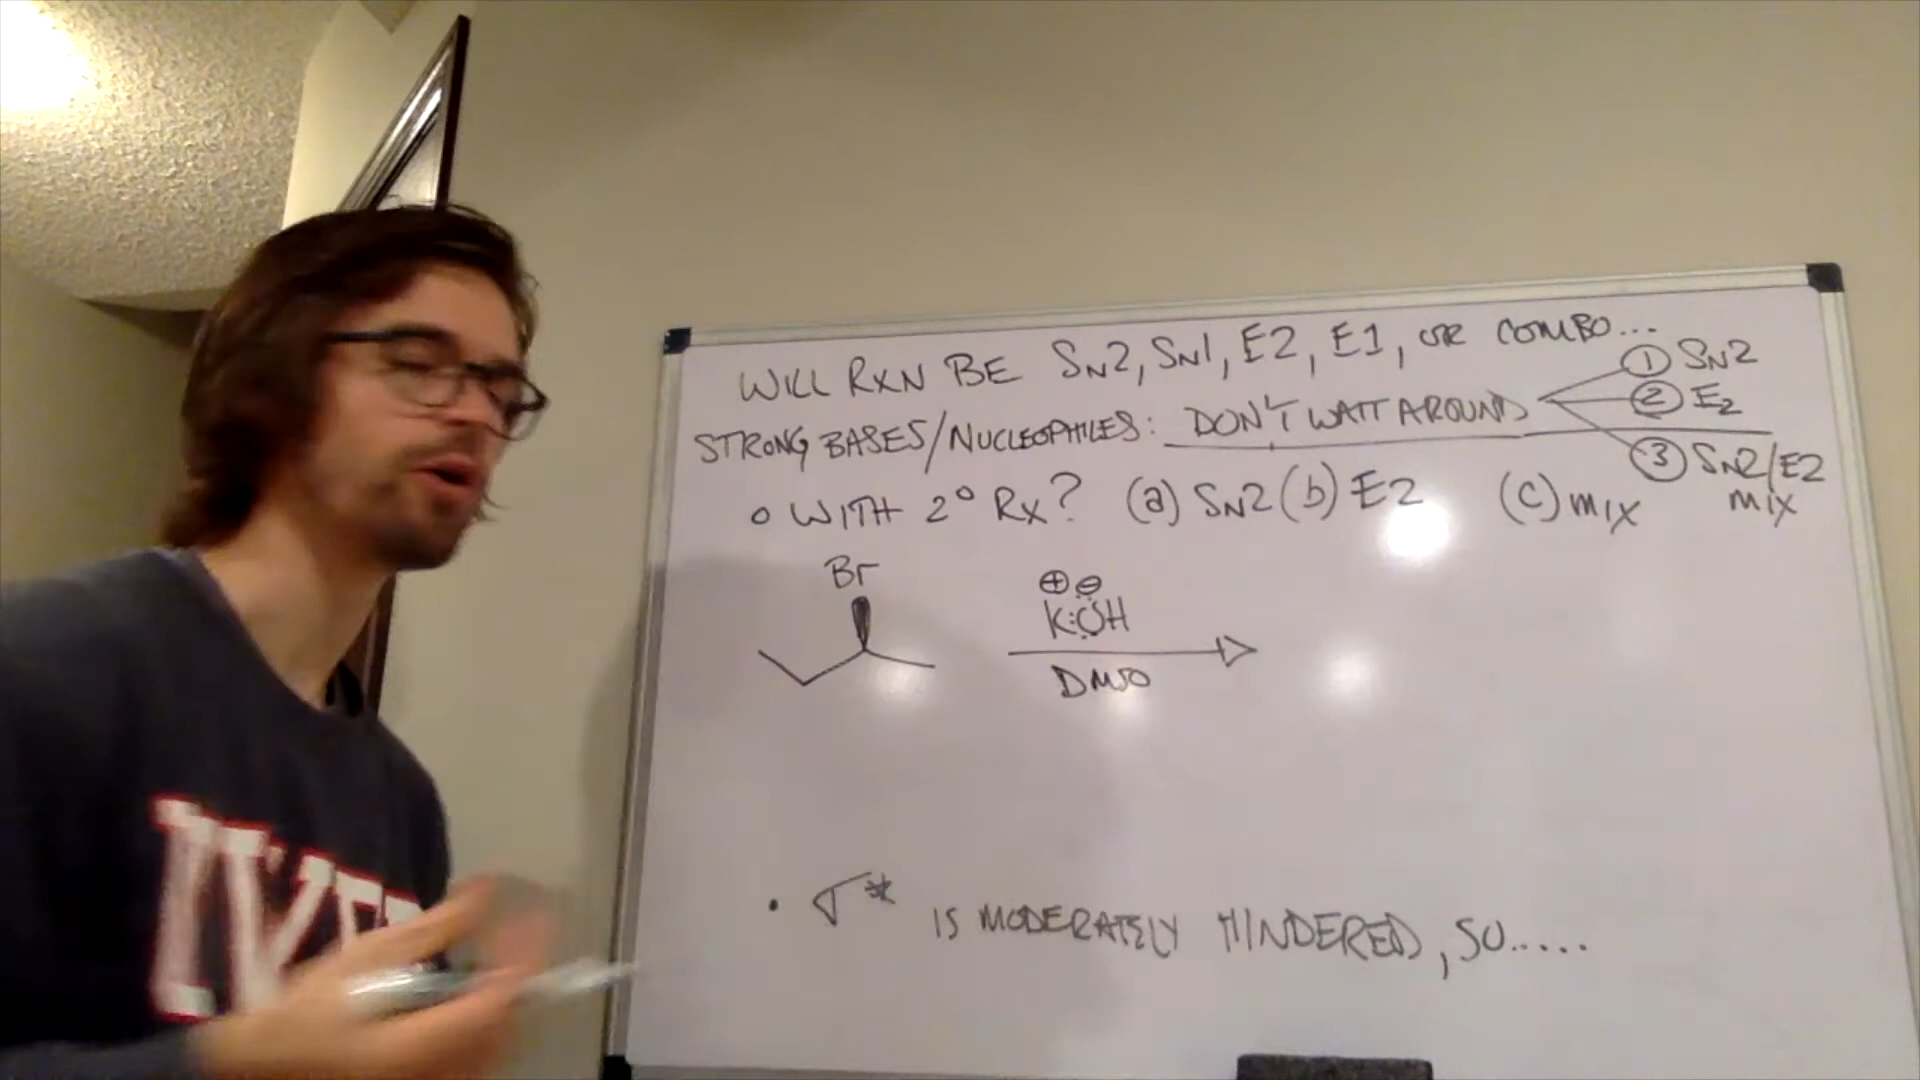 WILL RXN BE SN2, SN1, E2, E1, OR COMBO...
① SN2
② E2
③ SN2/E2 MIX
STRONG BASES/NUCLEOPHILES: DON'T WAIT AROUND
o WITH 2° RX? (a) SN2 (b) E2 (C) MIX
Br
⊕ ⊖
K:ÖH
DMSO
• σ* IS MODERATELY HINDERED, SO.....